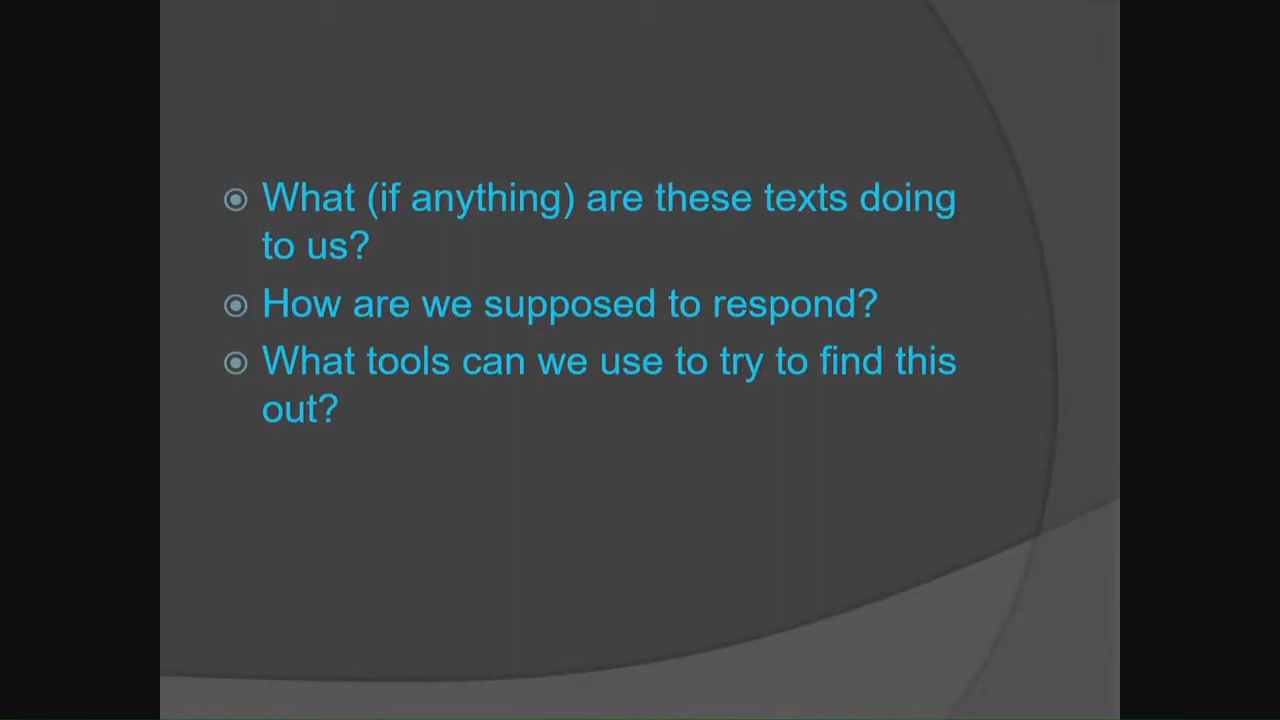 What (if anything) are these texts doing
to us?
How are we supposed to respond?
What tools can we use to try to find this
out?